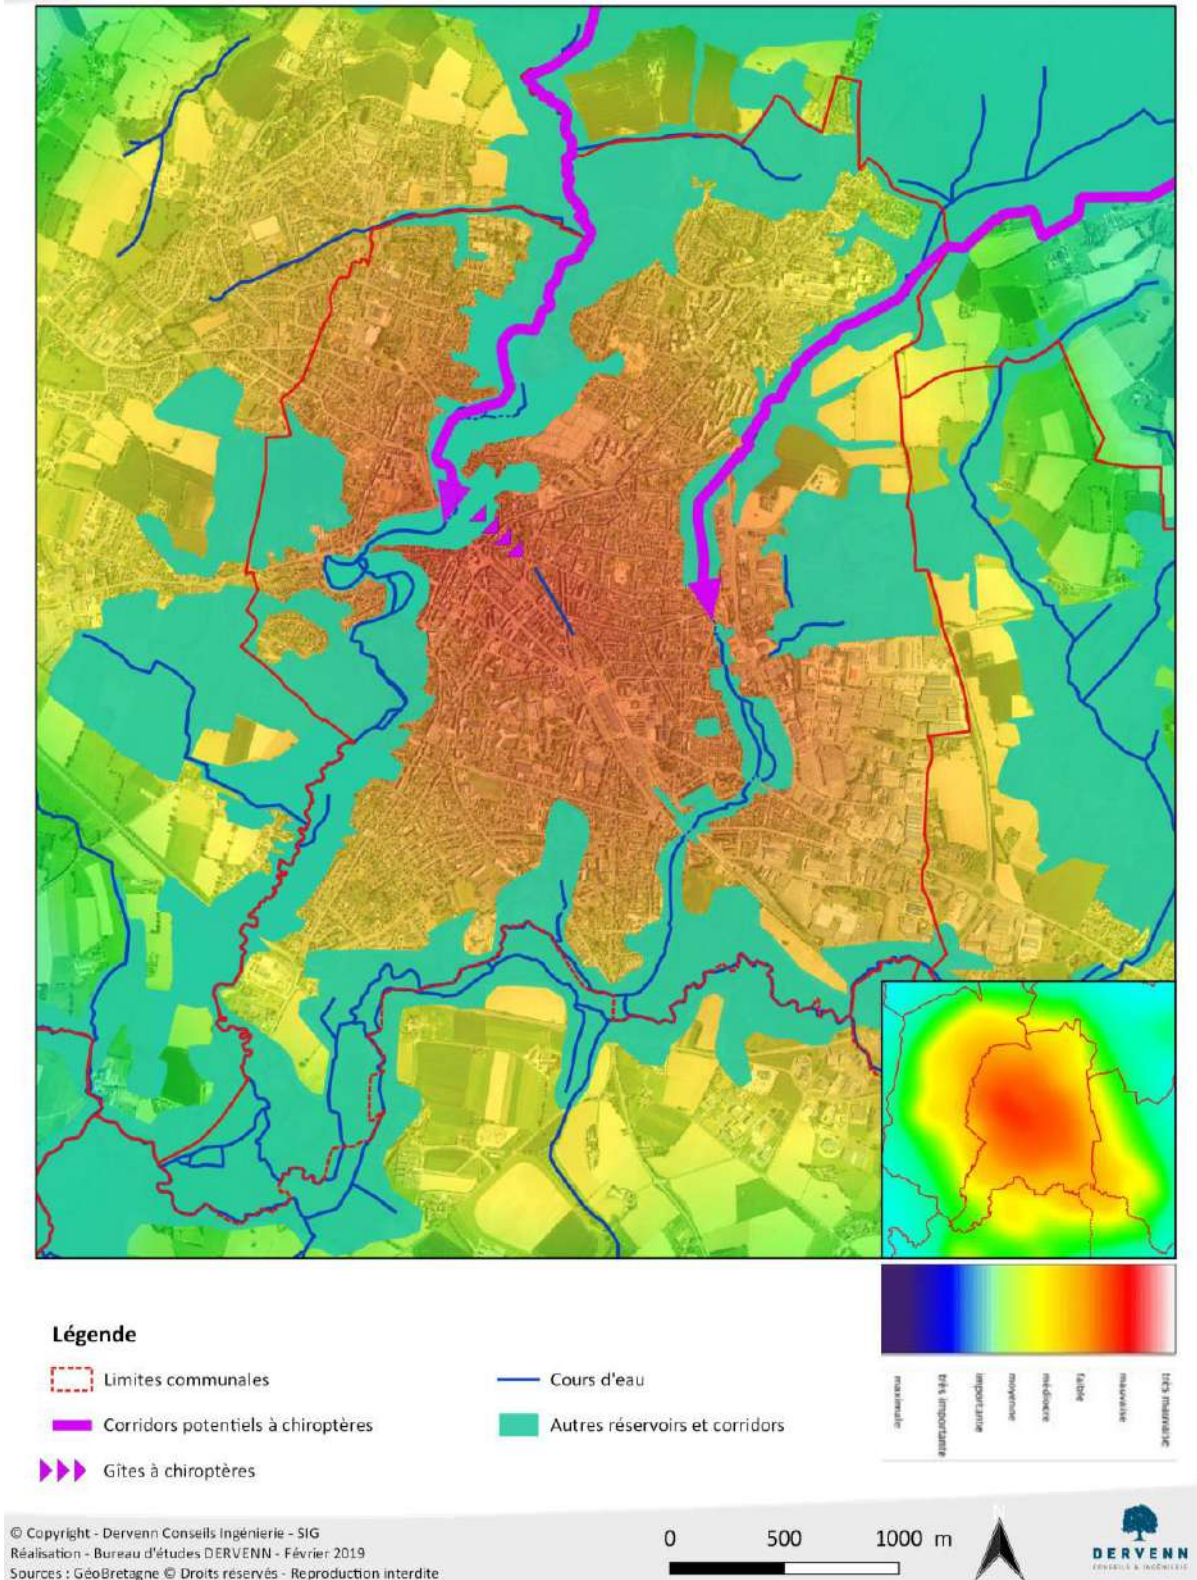 Légende
Limites communales
Corridors potentiels à chiroptères
Gîtes à chiroptères
Cours d'eau
Autres réservoirs et corridors
maximale
très importante
importante
moyenne
médiocre
faible
mauvaise
très mauvaise
© Copyright - Dervenn Conseils Ingénierie - SIG
Réalisation - Bureau d'études DERVENN - Février 2019
Sources : GéoBretagne © Droits réservés - Reproduction interdite
0 500 1000 m
N
DERVENN
CONSEILS & INGÉNIERIE